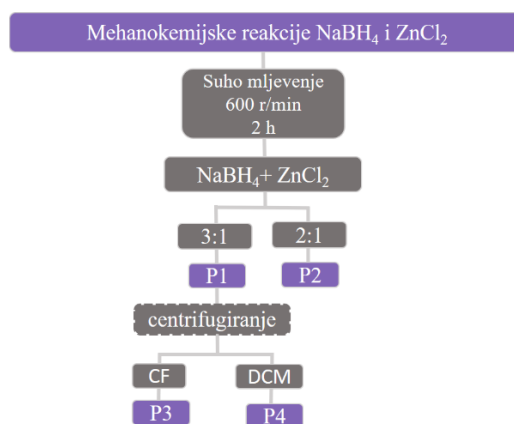 Mehanokemijske reakcije NaBH₄ i ZnCl₂
Suho mljevenje
600 r/min
2 h
NaBH₄+ ZnCl₂
3:1
2:1
P1
P2
centrifugiranje
CF
DCM
P3
P4